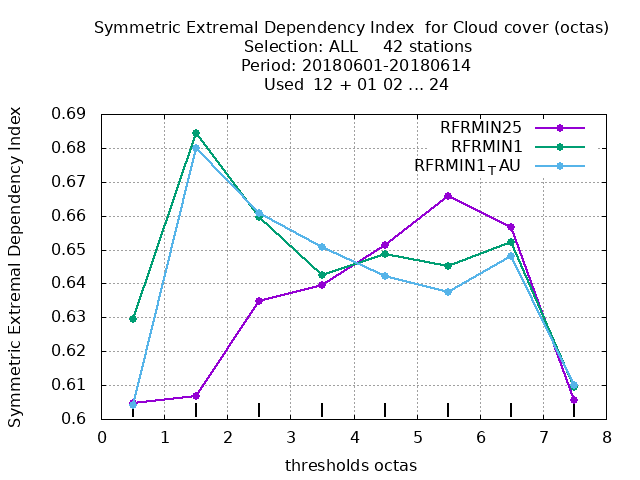 Symmetric Extremal Dependency Index  for Cloud cover (octas)
Selection: ALL     42 stations
Period: 20180601-20180614
Used  12 + 01 02 ... 24
Symmetric Extremal Dependency Index
0.69
0.68
0.67
0.66
0.65
0.64
0.63
0.62
0.61
0.6
RFRMIN25
RFRMIN1
RFRMIN1TAU
0 1 2 3 4 5 6 7 8
thresholds octas